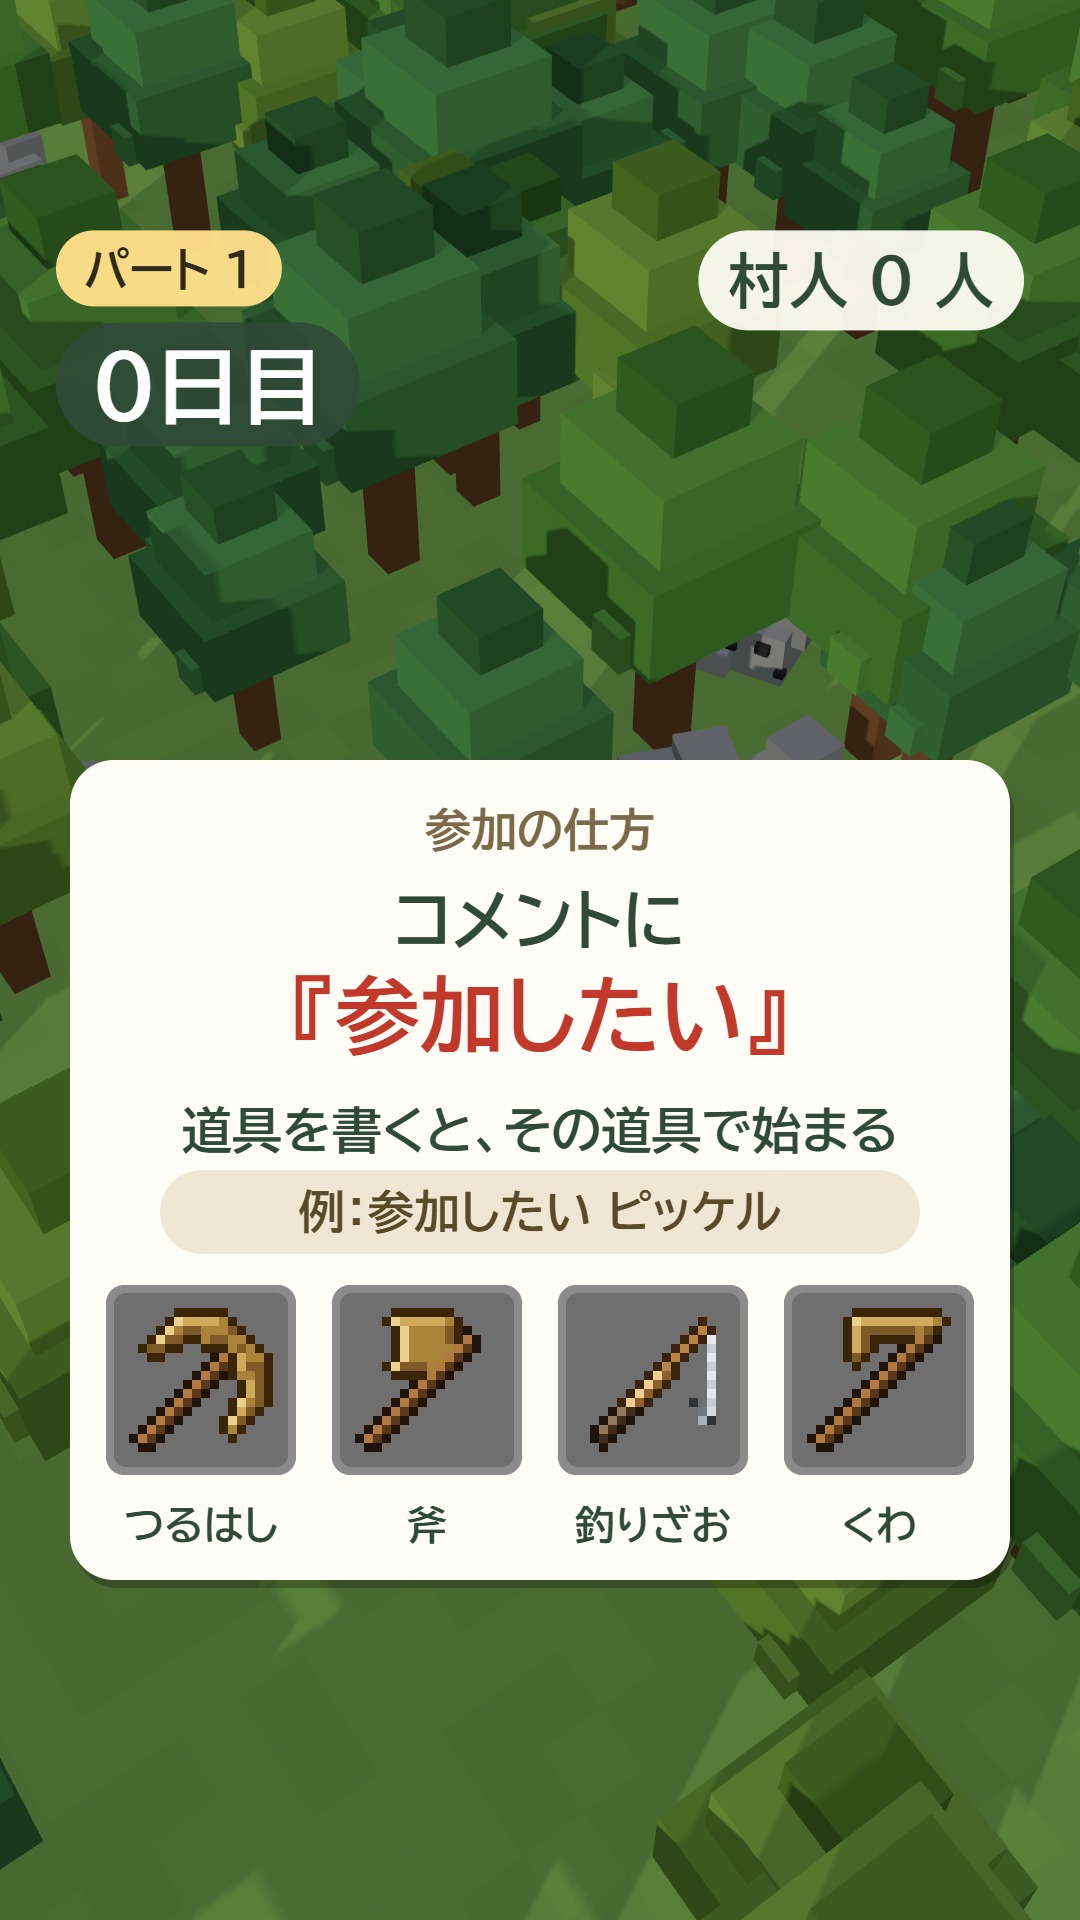 パート 1
村人 0 人
0日目
参加の仕方
コメントに
『参加したい』
道具を書くと、その道具で始まる
例：参加したい ピッケル
つるはし
斧
釣りざお
くわ